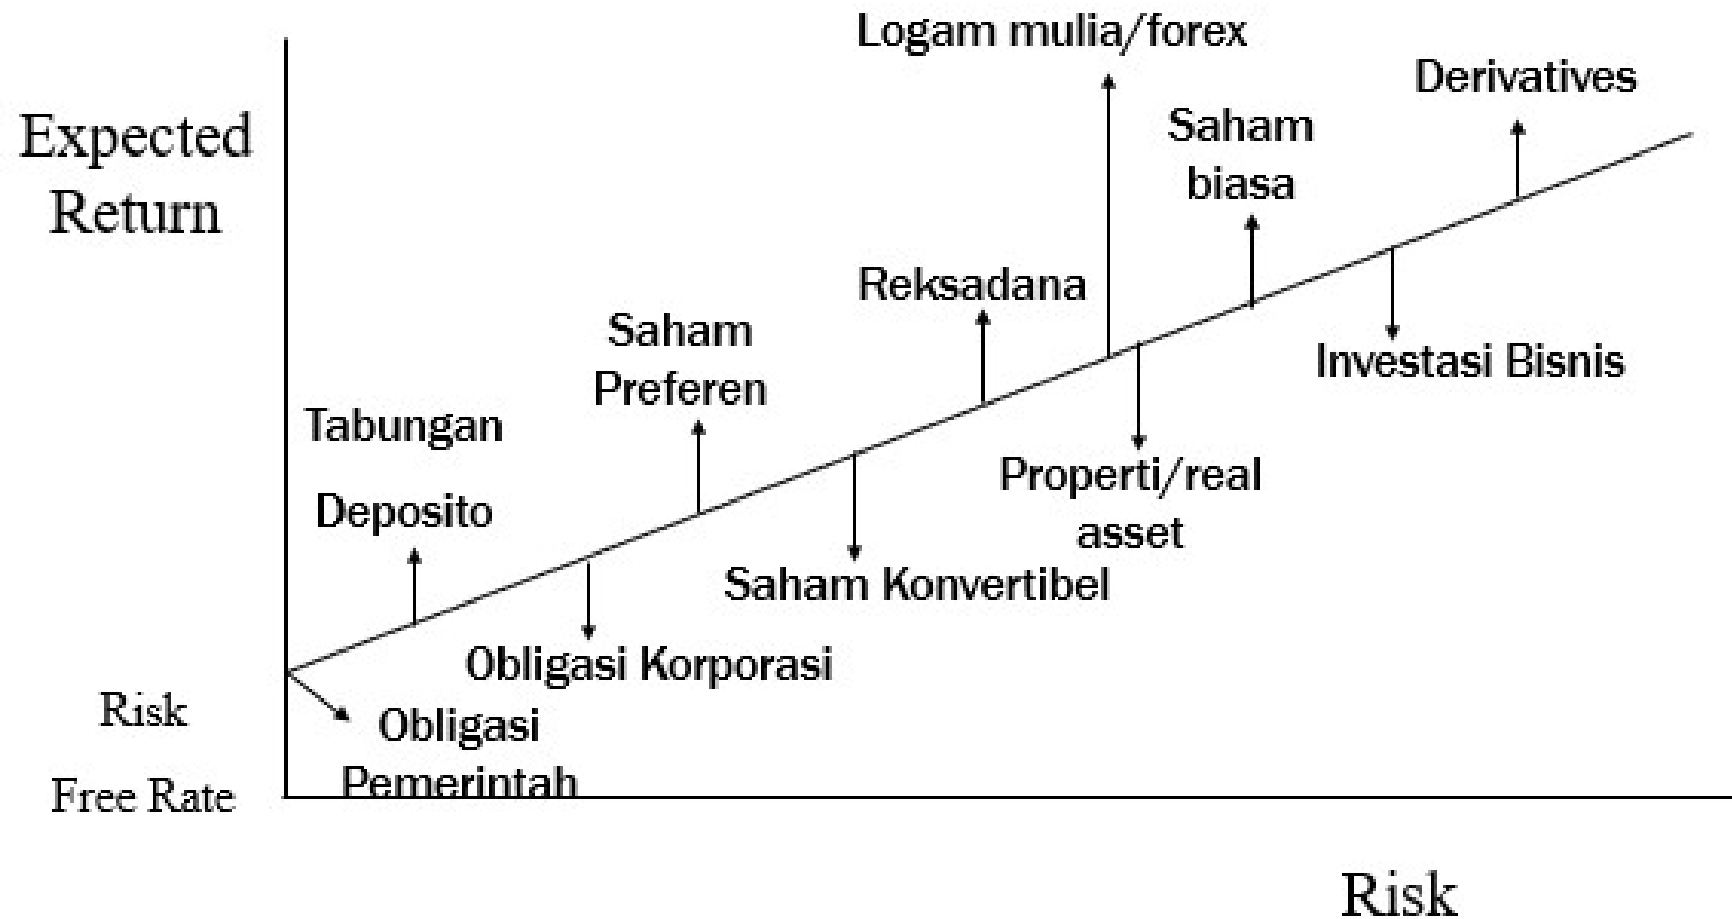 Logam mulia/forex
Derivatives
Expected
Return
Saham
biasa
Reksadana
Saham
Preferen
Investasi Bisnis
Tabungan
Properti/real
asset
Deposito
Saham Konvertibel
Obligasi Korporasi
Risk
Free Rate
Obligasi
Pemerintah
Risk